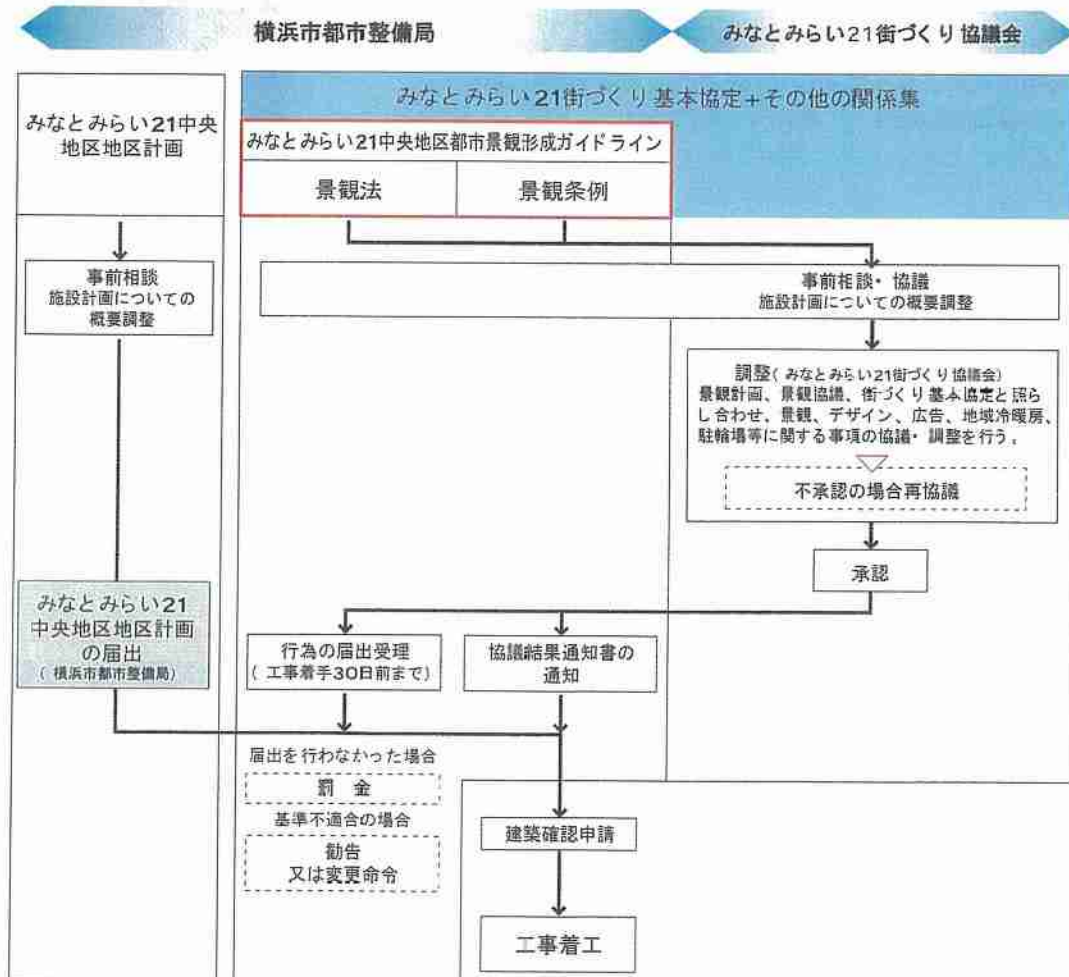 横浜市都市整備局
みなとみらい21街づくり協議会
みなとみらい21中央
地区地区計画
みなとみらい21街づくり基本協定+その他の関係集
みなとみらい21中央地区都市景観形成ガイドライン
景観法
景観条例
事前相談
施設計画についての
概要調整
事前相談・協議
施設計画についての概要調整
調整(みなとみらい21街づくり協議会)
景観計画、景観協議、街づくり基本協定と照ら
し合わせ、景観、デザイン、広告、地域冷暖房、
駐輪場等に関する事項の協議・調整を行う。
不承認の場合再協議
承認
みなとみらい21
中央地区地区計画
の届出
(横浜市都市整備局)
行為の届出受理
(工事着手30日前まで)
協議結果通知書の
通知
届出を行わなかった場合
罰 金
基準不適合の場合
勧告
又は変更命令
建築確認申請
工事着工